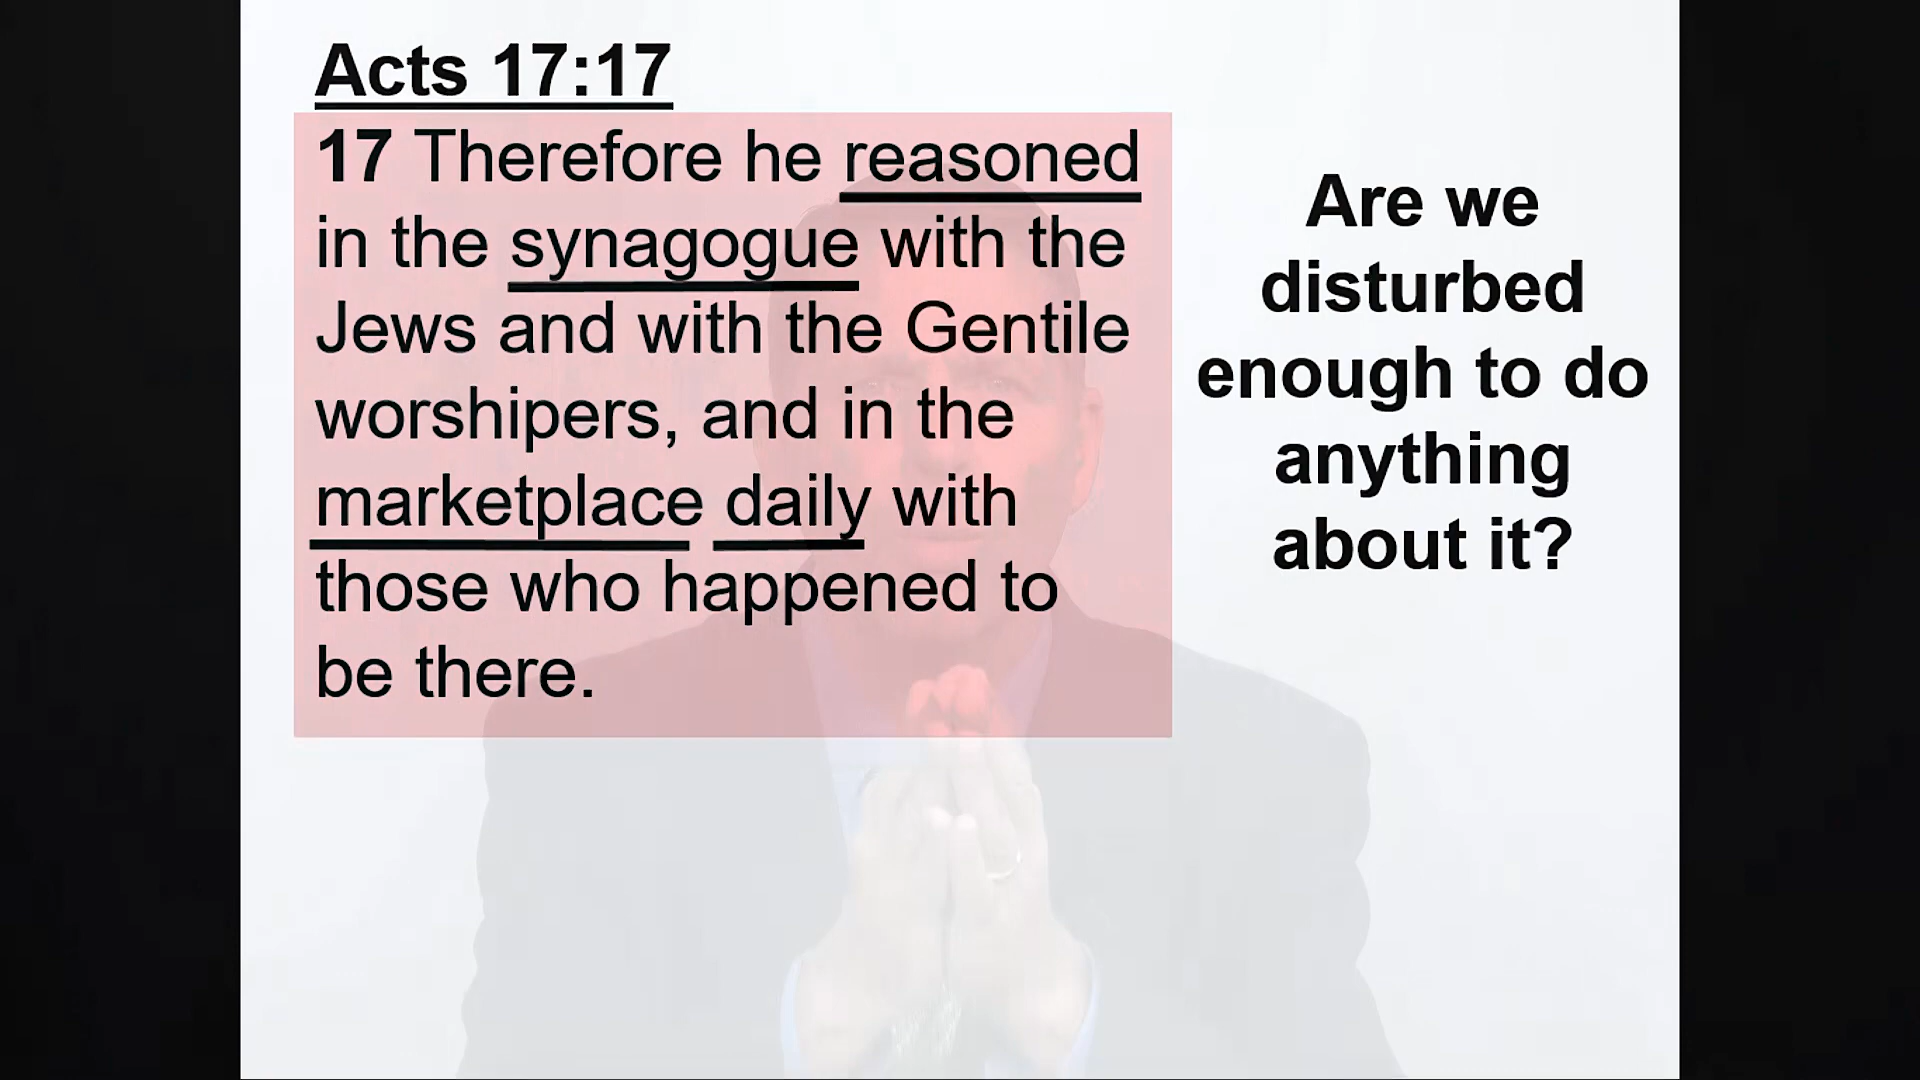 Acts 17:17
17 Therefore he reasoned
in the synagogue with the
Jews and with the Gentile
worshipers, and in the
marketplace daily with
those who happened to
be there.
Are we
disturbed
enough to do
anything
about it?